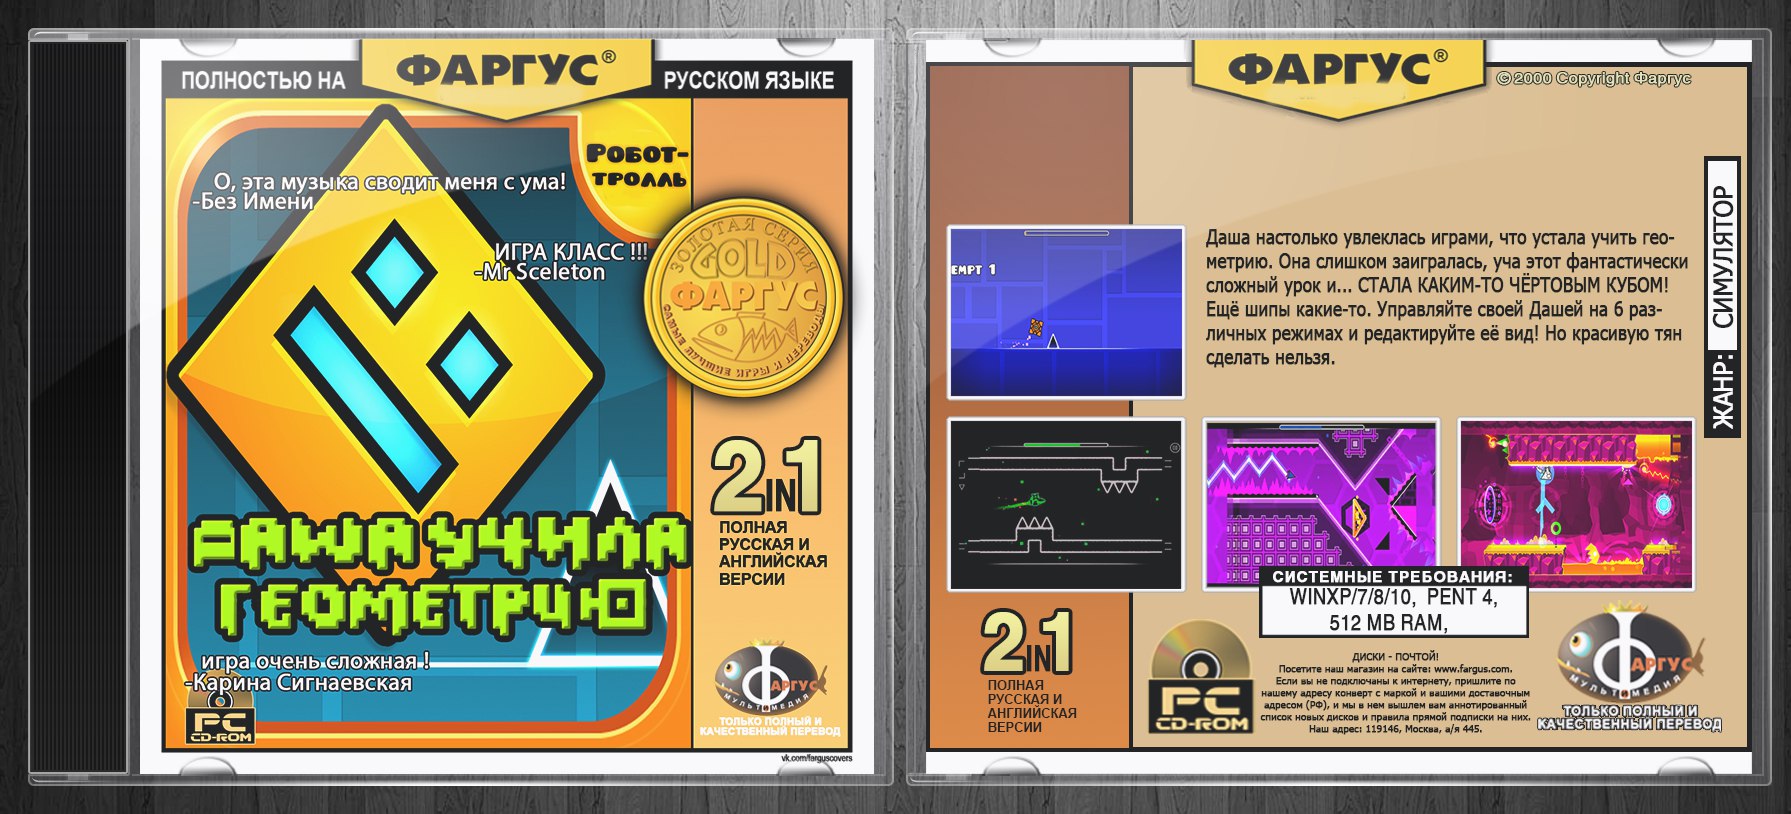 ПОЛНОСТЬЮ НА
ФАРГУС®
РУССКОМ ЯЗЫКЕ
РОБОТ-
ТРОЛЛЬ
О, эта музыка сводит меня с ума!
-Без Имени
ИГРА КЛАСС !!!
-Mr Sceleton
ЗОЛОТАЯ СЕРИЯ
GOLD
ФАРГУС
САМЫЕ ЛУЧШИЕ ИГРЫ И ПЕРЕВОДЫ
2IN1
ПОЛНАЯ
РУССКАЯ И
АНГЛИЙСКАЯ
ВЕРСИИ
ДАША УЧИЛА
ГЕОМЕТРИЮ
игра очень сложная !
-Карина Сигнаевская
PC
CD-ROM
ФАРГУС
МУЛЬТИМЕДИЯ
ТОЛЬКО ПОЛНЫЙ И
КАЧЕСТВЕННЫЙ ПЕРЕВОД
vk.com/farguscovers
ФАРГУС®
© 2000 Copyright Фаргус
EMPT 1
Даша настолько увлеклась играми, что устала учить гео-
метрию. Она слишком заигралась, уча этот фантастически
сложный урок и... СТАЛА КАКИМ-ТО ЧЁРТОВЫМ КУБОМ!
Ещё шипы какие-то. Управляйте своей Дашей на 6 раз-
личных режимах и редактируйте её вид! Но красивую тян
сделать нельзя.
ЖАНР: СИМУЛЯТОР
СИСТЕМНЫЕ ТРЕБОВАНИЯ:
WINXP/7/8/10, PENT 4,
512 MB RAM,
2IN1
ПОЛНАЯ
РУССКАЯ И
АНГЛИЙСКАЯ
ВЕРСИИ
PC
CD-ROM
ДИСКИ - ПОЧТОЙ!
Посетите наш магазин на сайте: www.fargus.com.
Если вы не подключаны к интернету, пришлите по
нашему адресу конверт с маркой и вашими доставочным
адресом (РФ), и мы в нем вышлем вам аннотированный
список новых дисков и правила прямой подписки на них.
Наш адрес: 119146, Москва, а/я 445.
ФАРГУС
МУЛЬТИМЕДИЯ
ТОЛЬКО ПОЛНЫЙ И
КАЧЕСТВЕННЫЙ ПЕРЕВОД